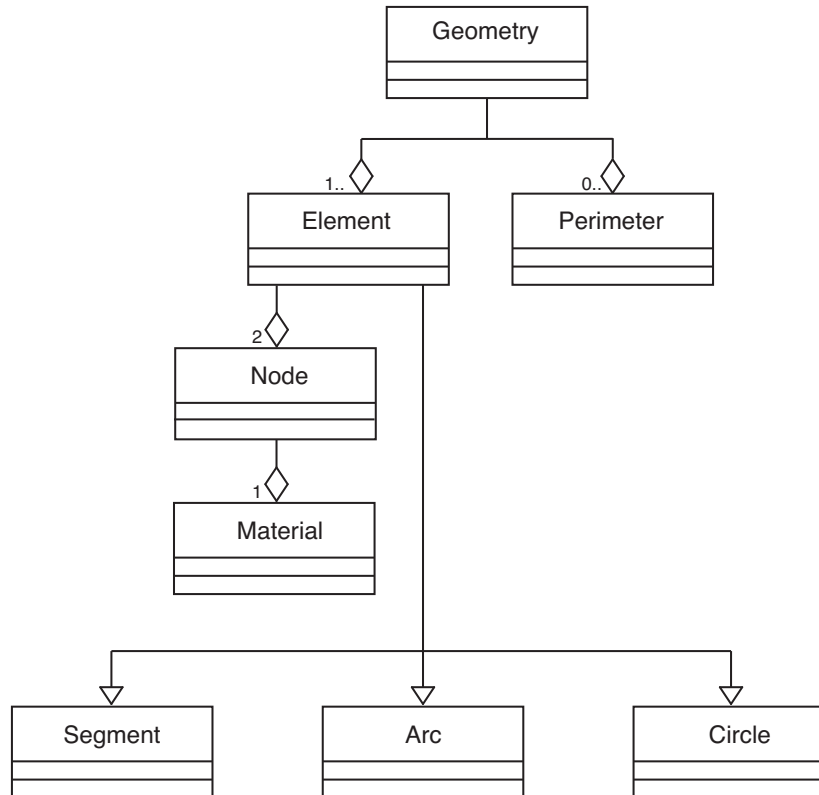 Geometry
1..
0..
Element
Perimeter
2
Node
1
Material
Segment
Arc
Circle